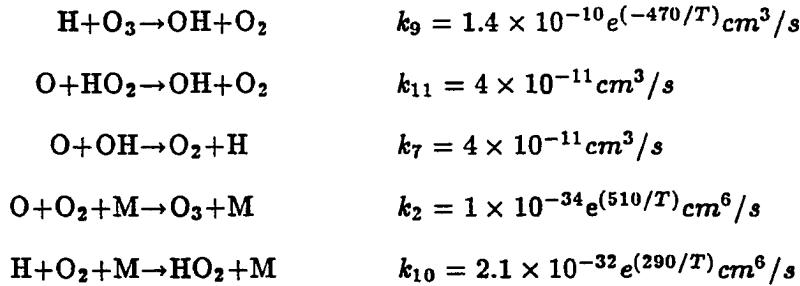 H+O₃→OH+O₂ k₉ = 1.4 × 10⁻¹⁰e⁽⁻⁴⁷⁰/ᵀ⁾cm³/s
O+HO₂→OH+O₂ k₁₁ = 4 × 10⁻¹¹cm³/s
O+OH→O₂+H k₇ = 4 × 10⁻¹¹cm³/s
O+O₂+M→O₃+M k₂ = 1 × 10⁻³⁴e⁽⁵¹⁰/ᵀ⁾cm⁶/s
H+O₂+M→HO₂+M k₁₀ = 2.1 × 10⁻³²e⁽²⁹⁰/ᵀ⁾cm⁶/s